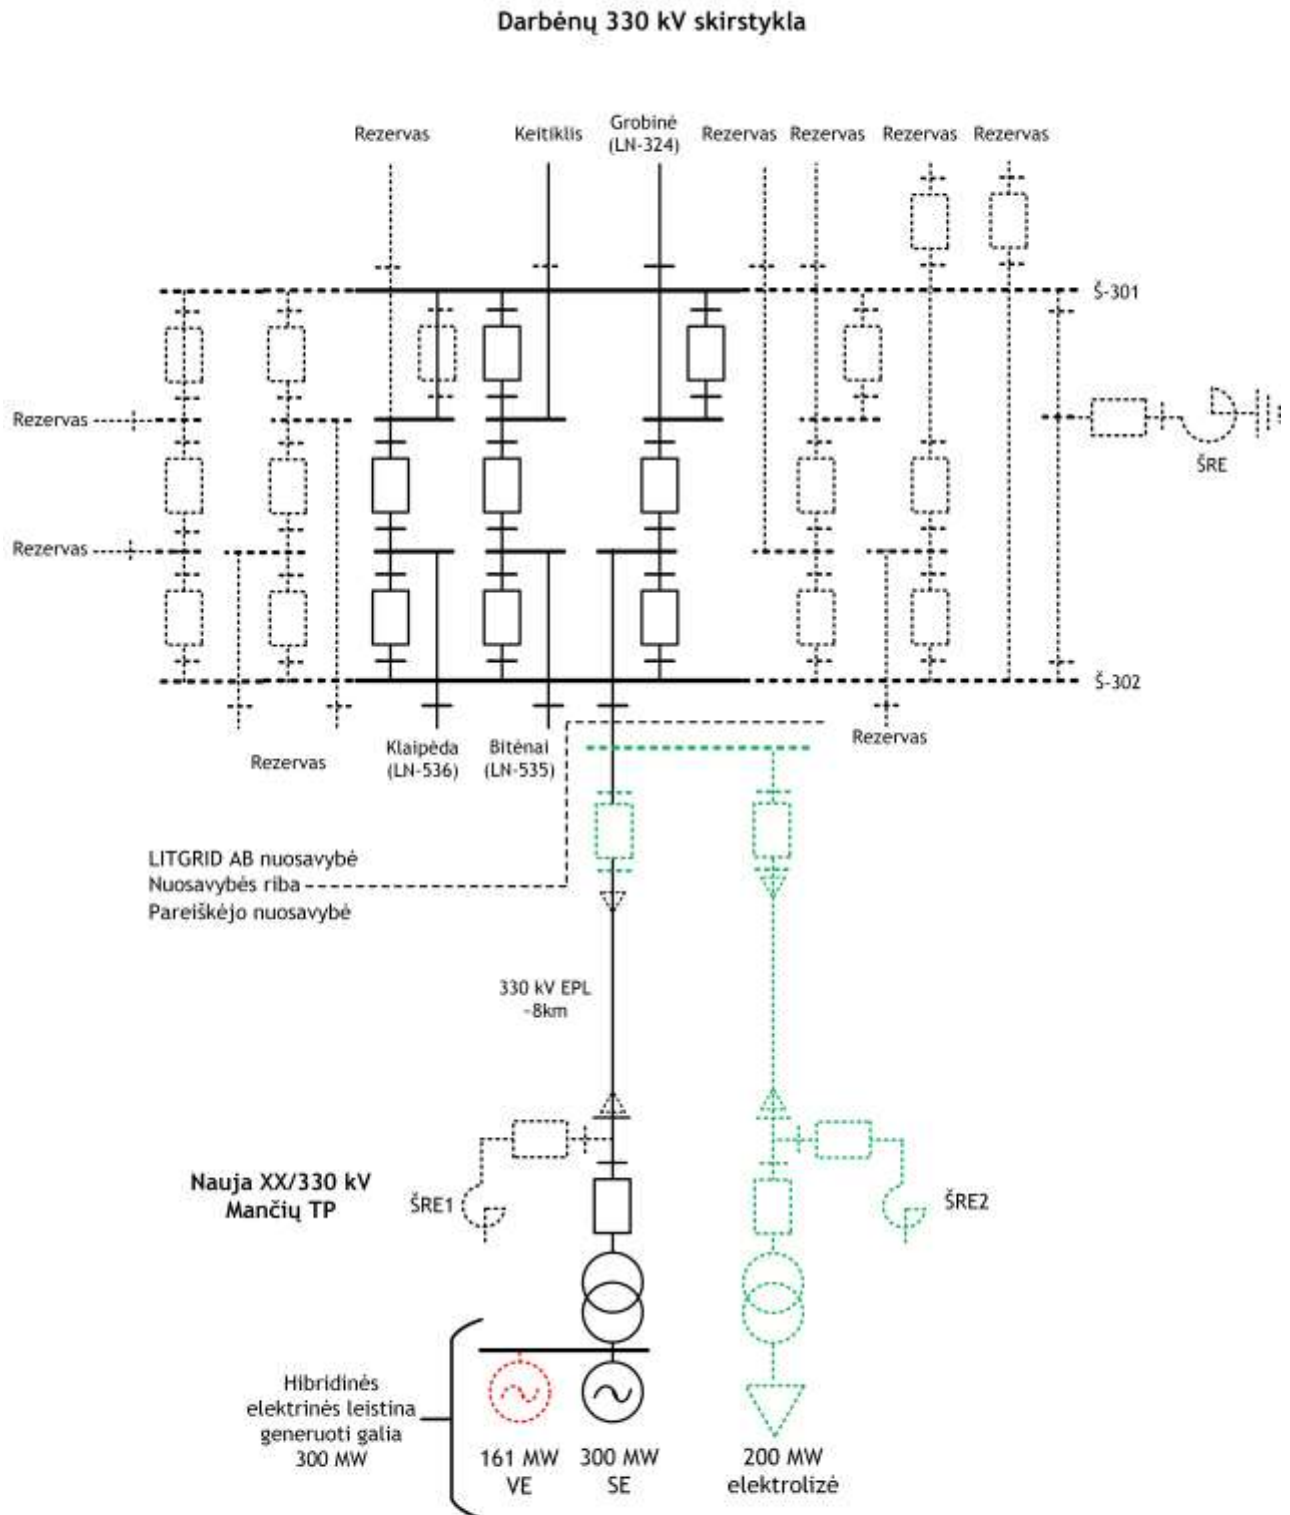 Darbėnų 330 kV skirstykla
Rezervas
Keitiklis
Grobinė
(LN-324)
Rezervas
Rezervas
Rezervas
Rezervas
Š-301
Rezervas
ŠRE
Rezervas
Š-302
Rezervas
Klaipėda
(LN-536)
Bitėnai
(LN-535)
Rezervas
LITGRID AB nuosavybė
Nuosavybės riba
Pareiškėjo nuosavybė
330 kV EPL
~8km
Nauja XX/330 kV
Mančių TP
ŠRE1
ŠRE2
Hibridinės
elektrinės leistina
generuoti galia
300 MW
161 MW
VE
300 MW
SE
200 MW
elektrolizė